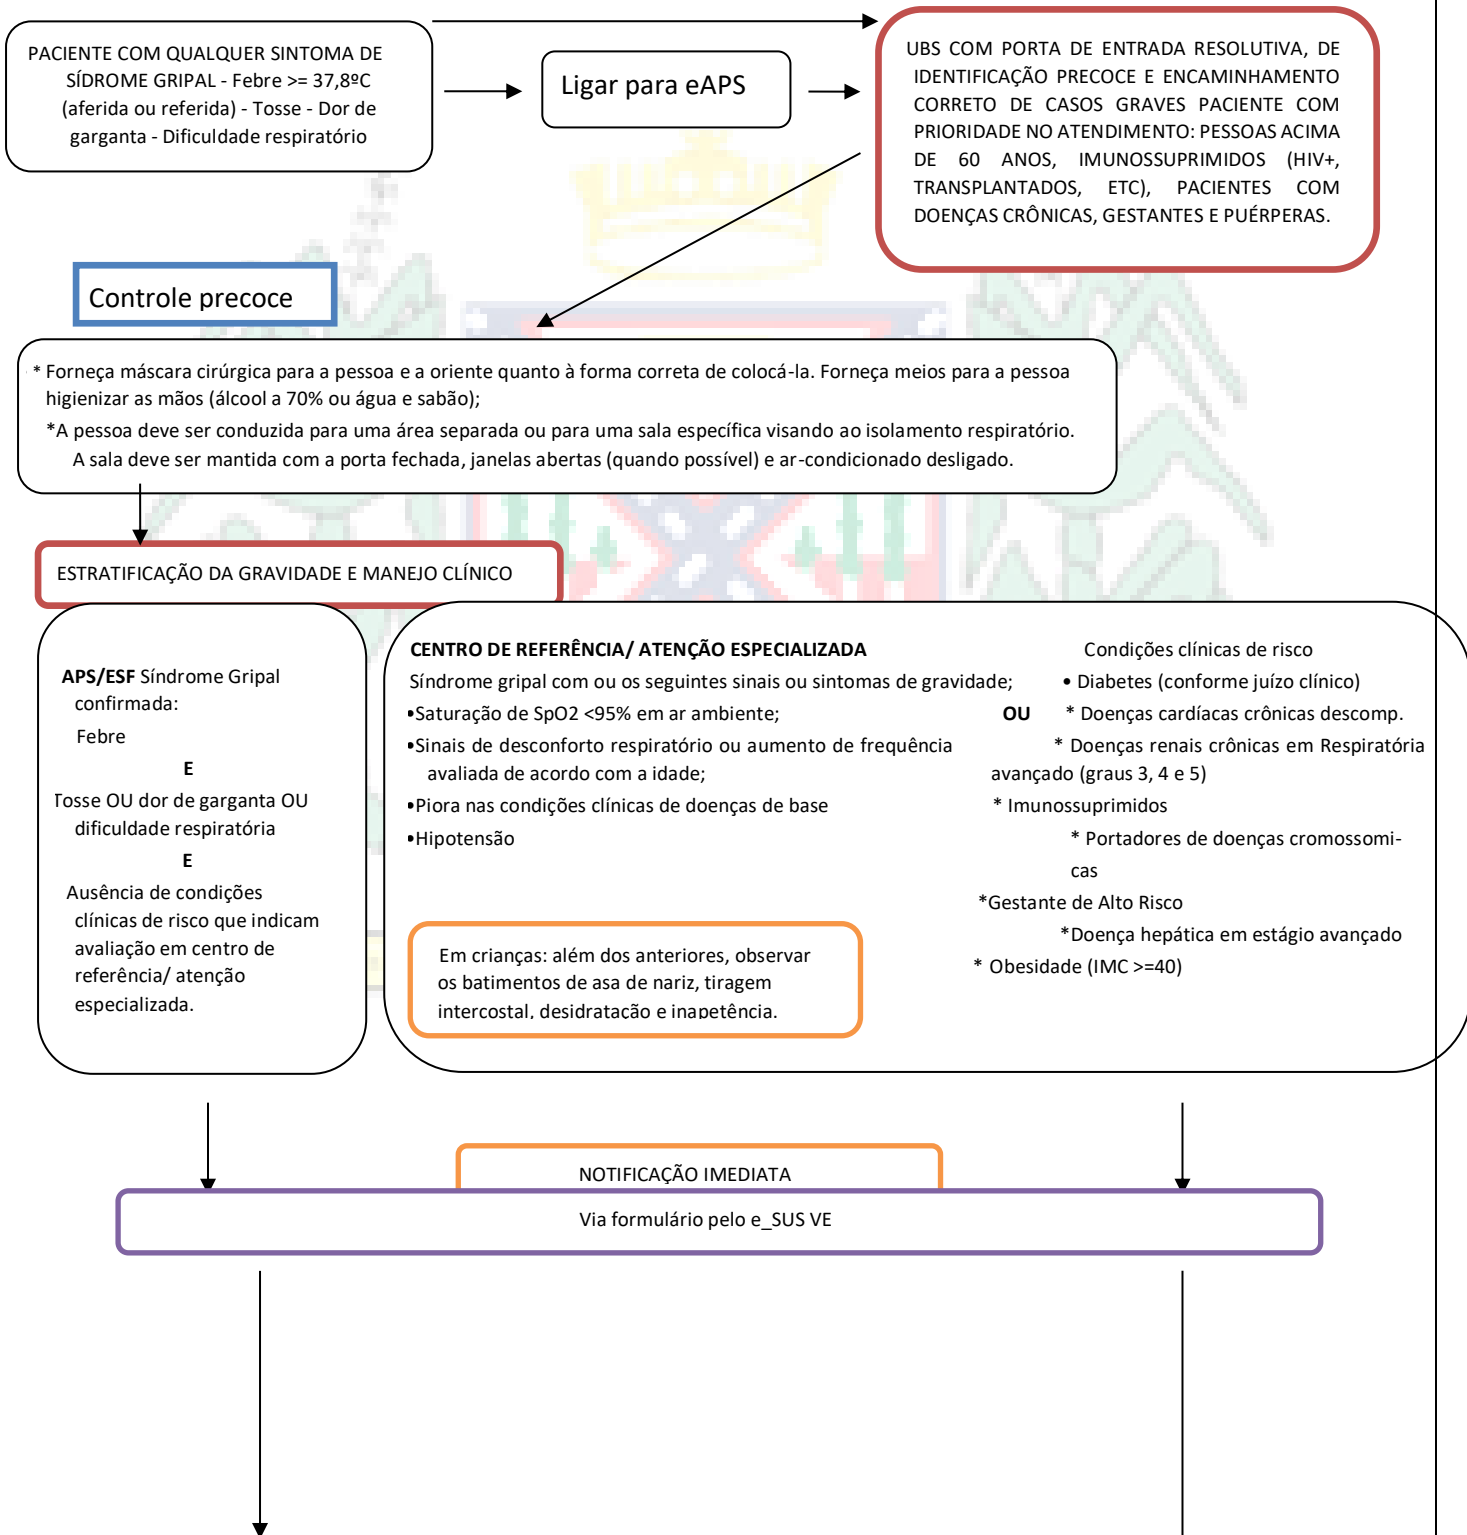 PACIENTE COM QUALQUER SINTOMA DE
SÍDROME GRIPAL - Febre >= 37,8ºC
(aferida ou referida) - Tosse - Dor de
garganta - Dificuldade respiratório
Ligar para eAPS
UBS COM PORTA DE ENTRADA RESOLUTIVA, DE
IDENTIFICAÇÃO PRECOCE E ENCAMINHAMENTO
CORRETO DE CASOS GRAVES PACIENTE COM
PRIORIDADE NO ATENDIMENTO: PESSOAS ACIMA
DE 60 ANOS, IMUNOSSUPRIMIDOS (HIV+,
TRANSPLANTADOS, ETC), PACIENTES COM
DOENÇAS CRÔNICAS, GESTANTES E PUÉRPERAS.
Controle precoce
* Forneça máscara cirúrgica para a pessoa e a oriente quanto à forma correta de colocá-la. Forneça meios para a pessoa
higienizar as mãos (álcool a 70% ou água e sabão);
*A pessoa deve ser conduzida para uma área separada ou para uma sala específica visando ao isolamento respiratório.
A sala deve ser mantida com a porta fechada, janelas abertas (quando possível) e ar-condicionado desligado.
ESTRATIFICAÇÃO DA GRAVIDADE E MANEJO CLÍNICO
APS/ESF Síndrome Gripal
confirmada:
Febre
E
Tosse OU dor de garganta OU
dificuldade respiratória
E
Ausência de condições
clínicas de risco que indicam
avaliação em centro de
referência/ atenção
especializada.
CENTRO DE REFERÊNCIA/ ATENÇÃO ESPECIALIZADA
Síndrome gripal com ou os seguintes sinais ou sintomas de gravidade;
•Saturação de SpO2 <95% em ar ambiente;
•Sinais de desconforto respiratório ou aumento de frequência
avaliada de acordo com a idade;
•Piora nas condições clínicas de doenças de base
•Hipotensão
OU
Condições clínicas de risco
• Diabetes (conforme juízo clínico)
* Doenças cardíacas crônicas descomp.
* Doenças renais crônicas em Respiratória
avançado (graus 3, 4 e 5)
* Imunossuprimidos
* Portadores de doenças cromossomi-
cas
*Gestante de Alto Risco
*Doença hepática em estágio avançado
* Obesidade (IMC >=40)
Em crianças: além dos anteriores, observar
os batimentos de asa de nariz, tiragem
intercostal, desidratação e inapetência.
NOTIFICAÇÃO IMEDIATA
Via formulário pelo e_SUS VE